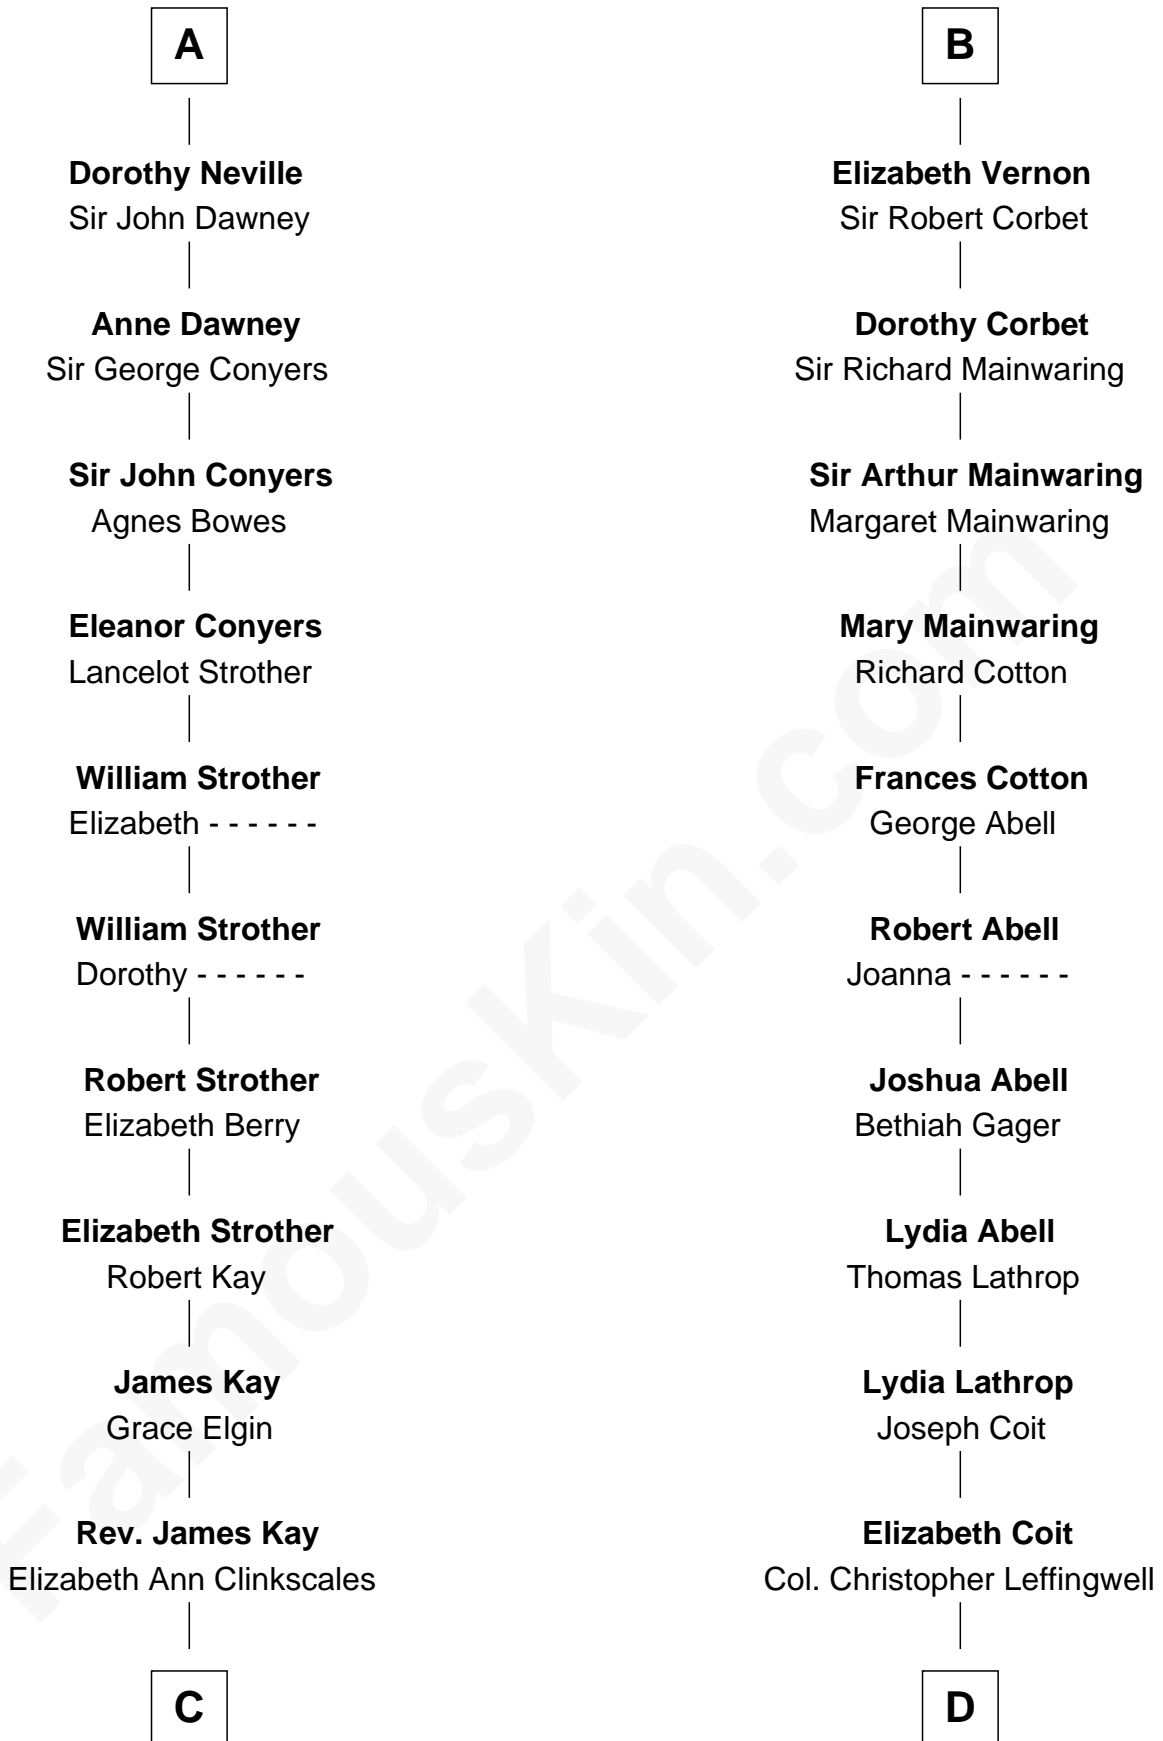 A
Dorothy Neville
Sir John Dawney
Anne Dawney
Sir George Conyers
Sir John Conyers
Agnes Bowes
Eleanor Conyers
Lancelot Strother
William Strother
Elizabeth - - - - - -
William Strother
Dorothy - - - - - -
Robert Strother
Elizabeth Berry
Elizabeth Strother
Robert Kay
James Kay
Grace Elgin
Rev. James Kay
Elizabeth Ann Clinkscales
C
B
Elizabeth Vernon
Sir Robert Corbet
Dorothy Corbet
Sir Richard Mainwaring
Sir Arthur Mainwaring
Margaret Mainwaring
Mary Mainwaring
Richard Cotton
Frances Cotton
George Abell
Robert Abell
Joanna - - - - - -
Joshua Abell
Bethiah Gager
Lydia Abell
Thomas Lathrop
Lydia Lathrop
Joseph Coit
Elizabeth Coit
Col. Christopher Leffingwell
D
FamousKin.com